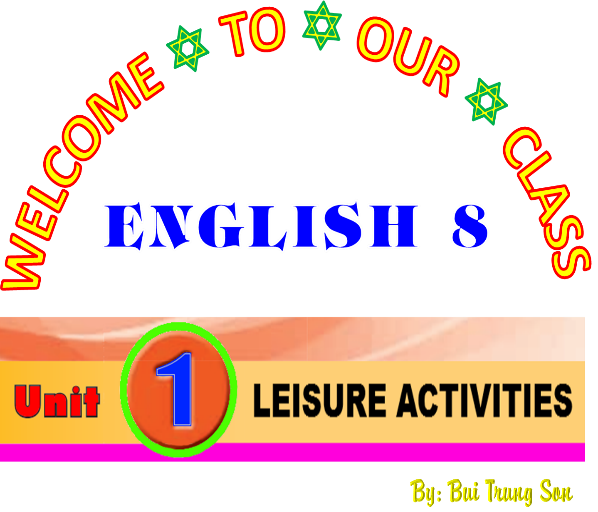 WELCOME TO OUR CLASS
ENGLISH 8
Unit 1 LEISURE ACTIVITIES
By: Bui Trung Son